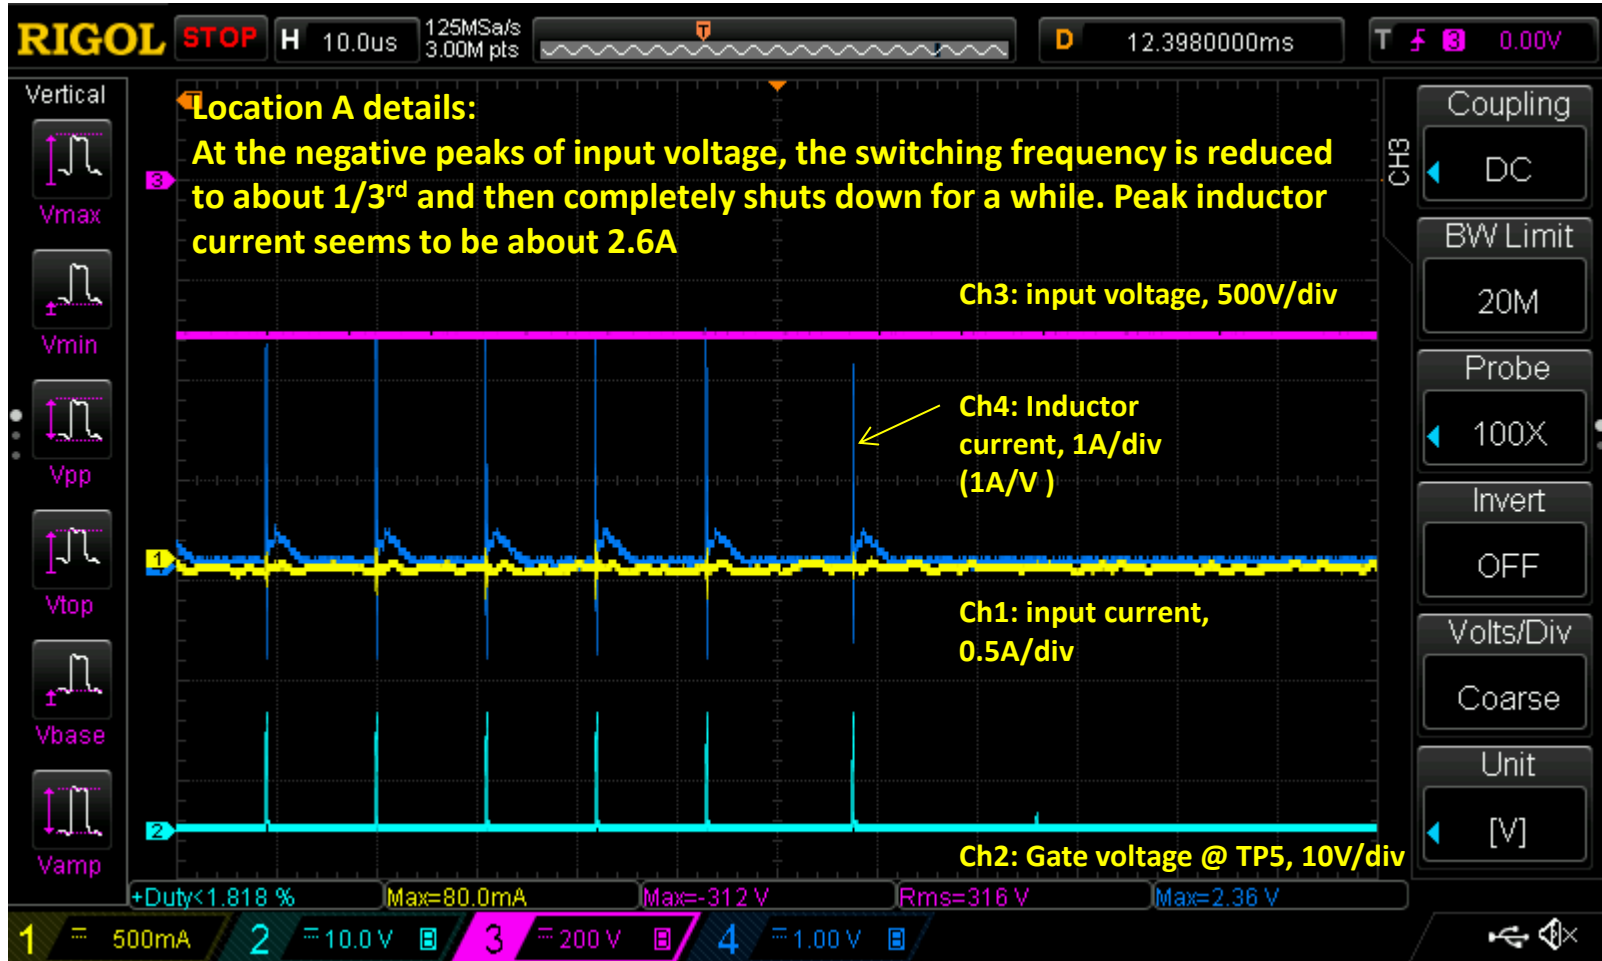 RIGOL STOP H 10.0us 125MSa/s D 12.3980000ms T 3 0.00V
3.00M pts
T
Vertical
Vmax
Vmin
Vpp
Vtop
Vbase
Vamp
T
Location A details:
At the negative peaks of input voltage, the switching frequency is reduced
to about 1/3rd and then completely shuts down for a while. Peak inductor
current seems to be about 2.6A
3
Ch3: input voltage, 500V/div
Ch4: Inductor
current, 1A/div
(1A/V )
1
Ch1: input current,
0.5A/div
2
Ch2: Gate voltage @ TP5, 10V/div
CH3
Coupling
DC
BW Limit
20M
Probe
100X
Invert
OFF
Volts/Div
Coarse
Unit
[V]
+Duty<1.818 % Max=80.0mA Max=-312 V Rms=316 V Max=2.36 V
1 500mA 2 10.0 V B 3 200 V B 4 1.00 V B